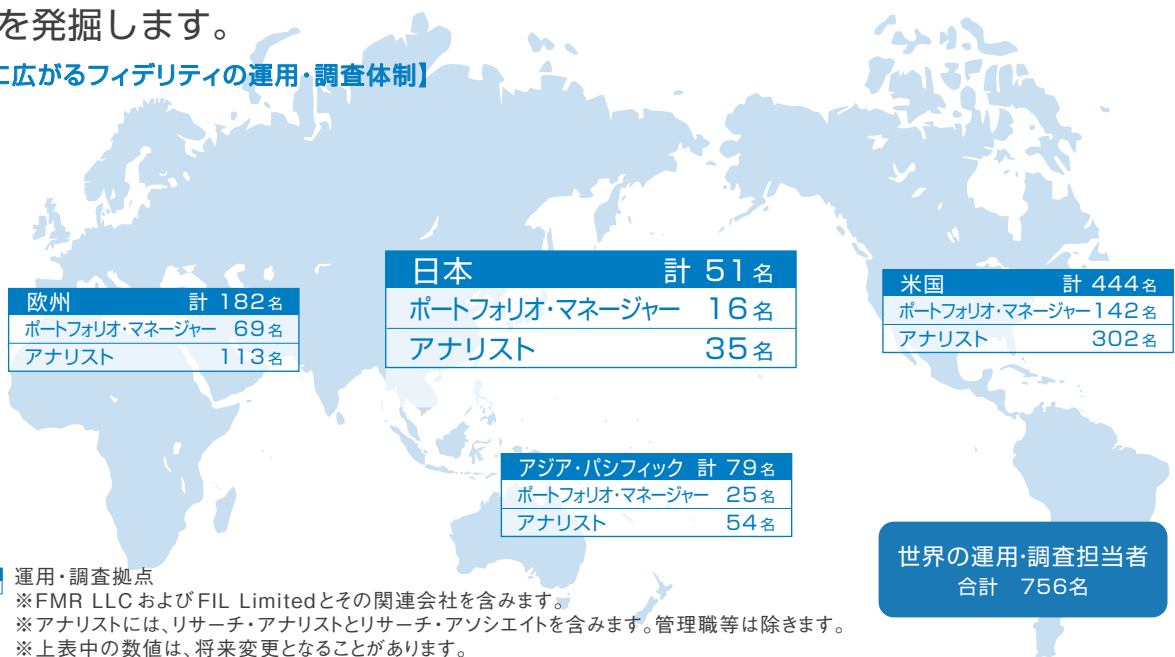 を発掘します。
に広がるフィデリティの運用・調査体制】
欧州 計 182名
ポートフォリオ・マネージャー 69名
アナリスト 113名
日本 計 51名
ポートフォリオ・マネージャー 16名
アナリスト 35名
米国 計 444名
ポートフォリオ・マネージャー 142名
アナリスト 302名
アジア・パシフィック 計 79名
ポートフォリオ・マネージャー 25名
アナリスト 54名
世界の運用・調査担当者
合計 756名
運用・調査拠点
※FMR LLCおよびFIL Limitedとその関連会社を含みます。
※アナリストには、リサーチ・アナリストとリサーチ・アソシエイトを含みます。管理職等は除きます。
※上表中の数値は、将来変更となることがあります。